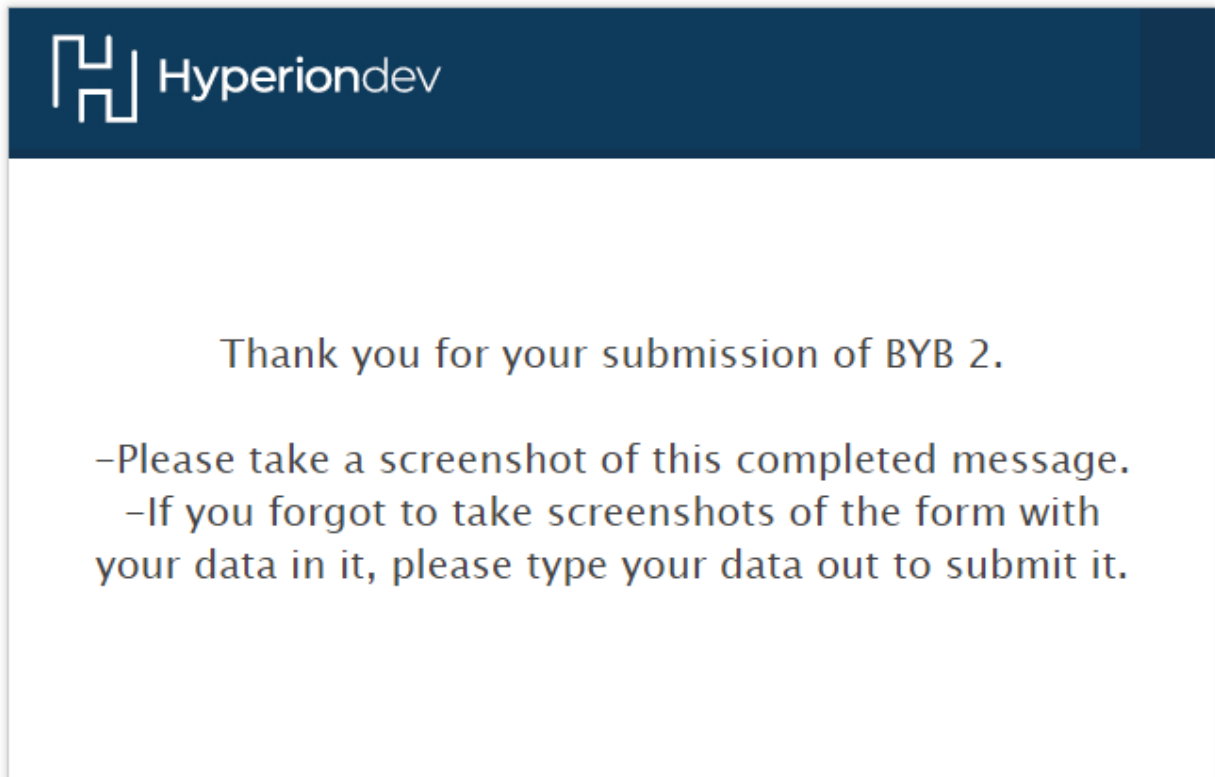 Hyperiondev
Thank you for your submission of BYB 2.
-Please take a screenshot of this completed message.
-If you forgot to take screenshots of the form with
your data in it, please type your data out to submit it.